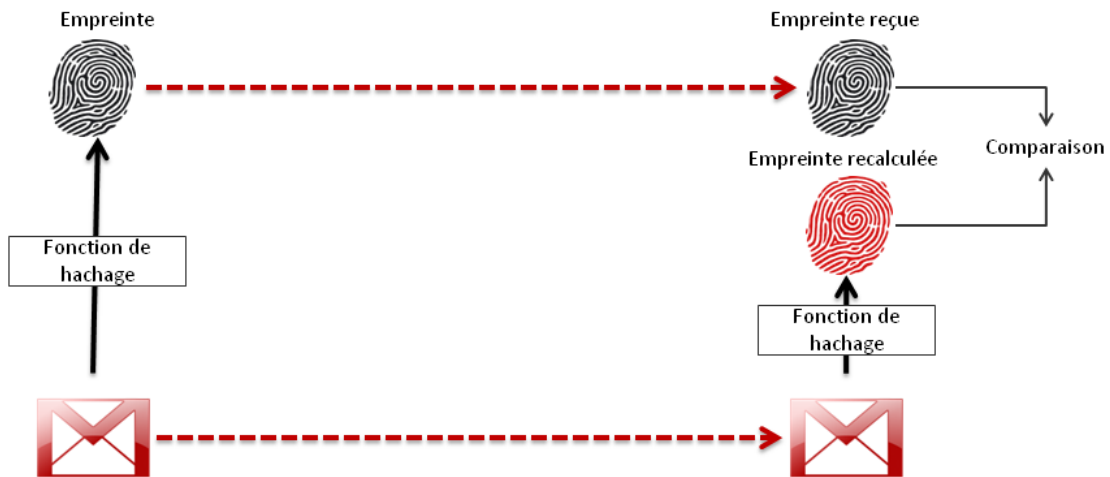 Empreinte
Empreinte reçue
Comparaison
Empreinte recalculée
Fonction de
hachage
Fonction de
hachage